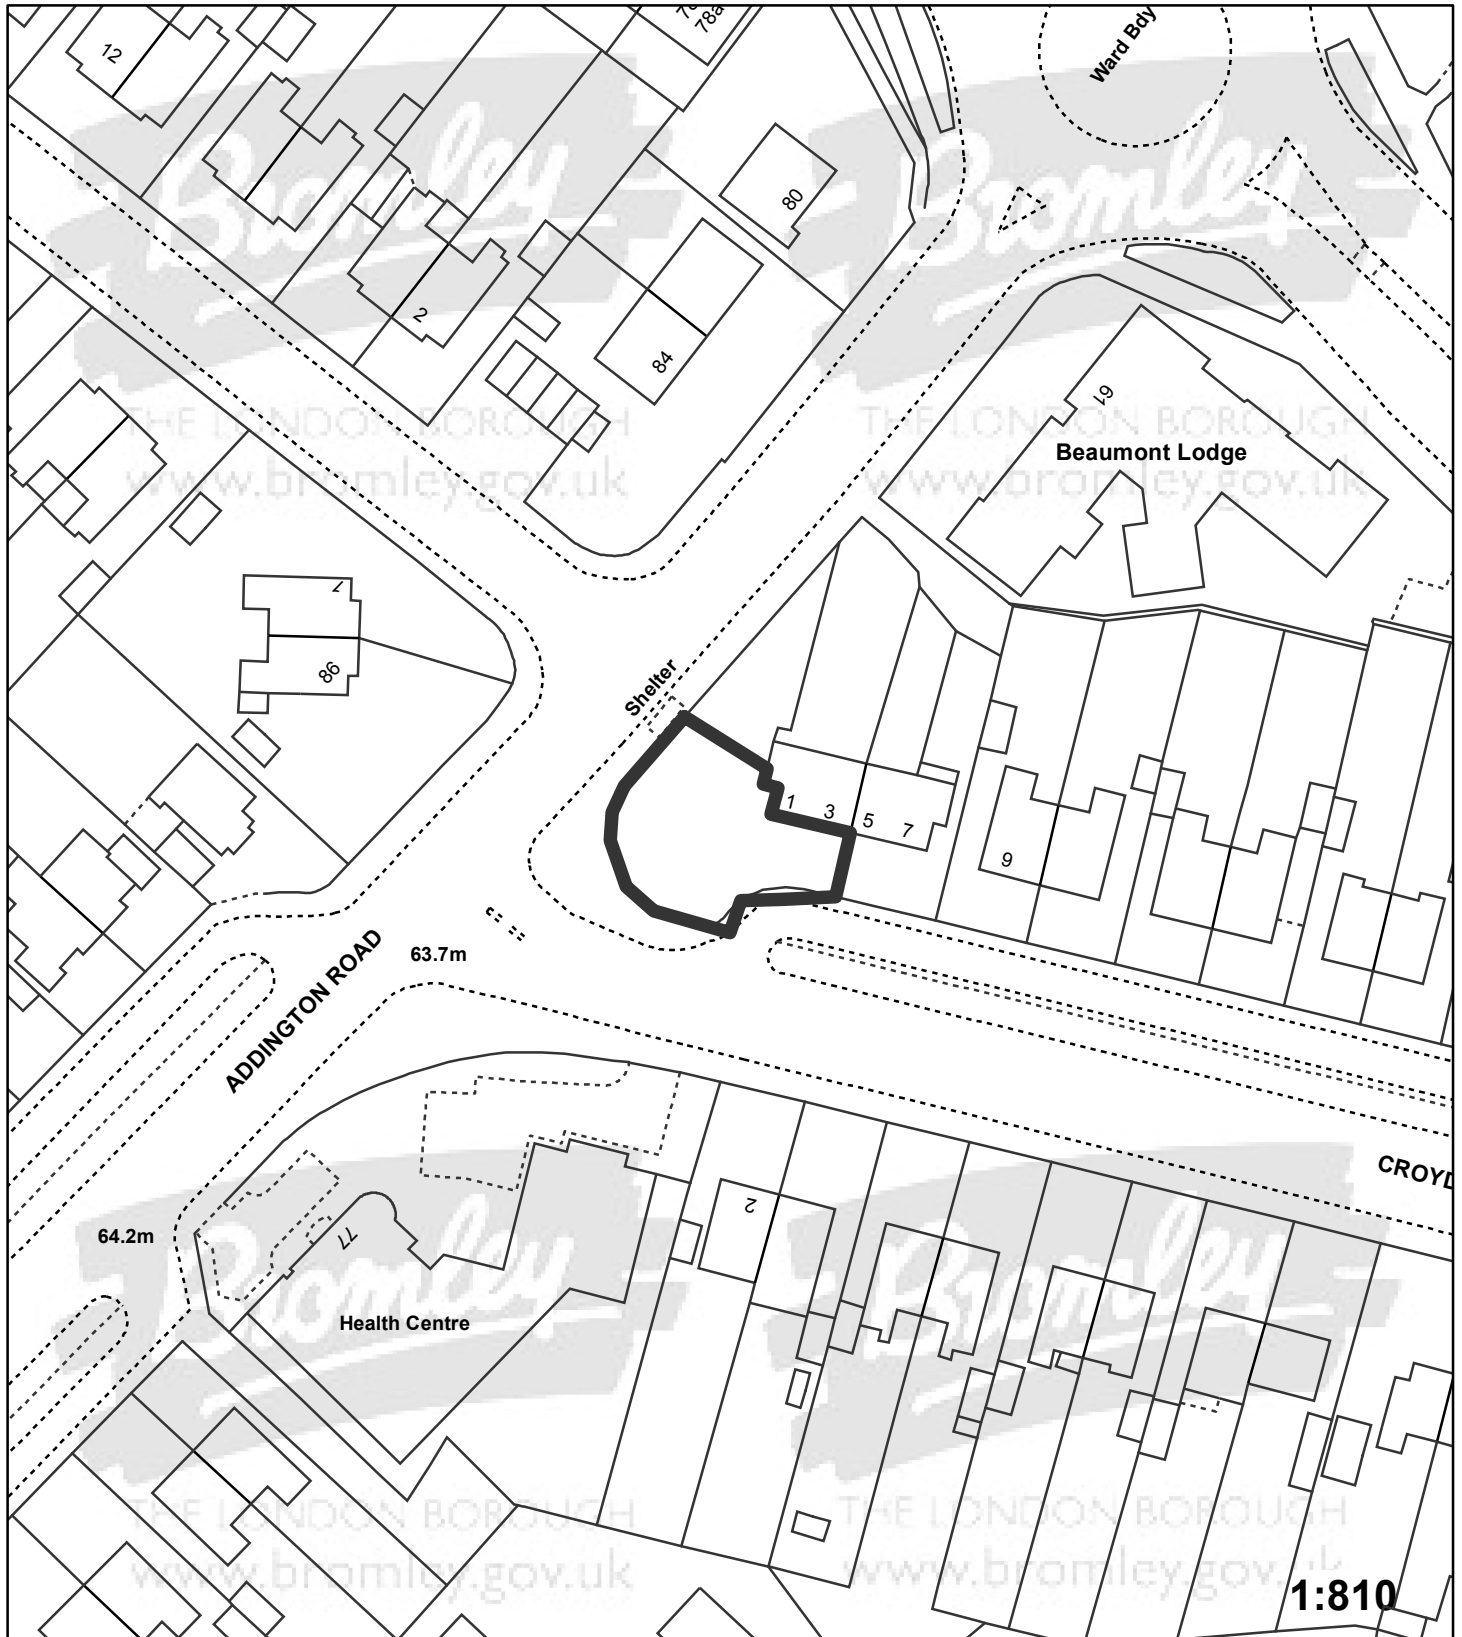 12
78
78a
Ward Bdy
Bromley
THE LONDON BOROUGH
www.bromley.gov.uk
Bromley
THE LONDON BOROUGH
www.bromley.gov.uk
80
2
84
61
Beaumont Lodge
1
86
Shelter
1 3 5 7
9
ADDINGTON ROAD
63.7m
CROYD
64.2m
77
Health Centre
2
Bromley
THE LONDON BOROUGH
www.bromley.gov.uk
Bromley
THE LONDON BOROUGH
www.bromley.gov.uk
1:810